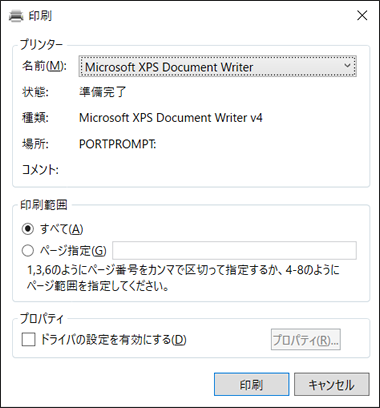 印刷
プリンター
名前(M): Microsoft XPS Document Writer
状態: 準備完了
種類: Microsoft XPS Document Writer v4
場所: PORTPROMPT:
コメント:
印刷範囲
すべて(A)
ページ指定(G)
1,3,6のようにページ番号をカンマで区切って指定するか、4-8のように
ページ範囲を指定してください。
プロパティ
ドライバの設定を有効にする(D) プロパティ(R)...
印刷 キャンセル